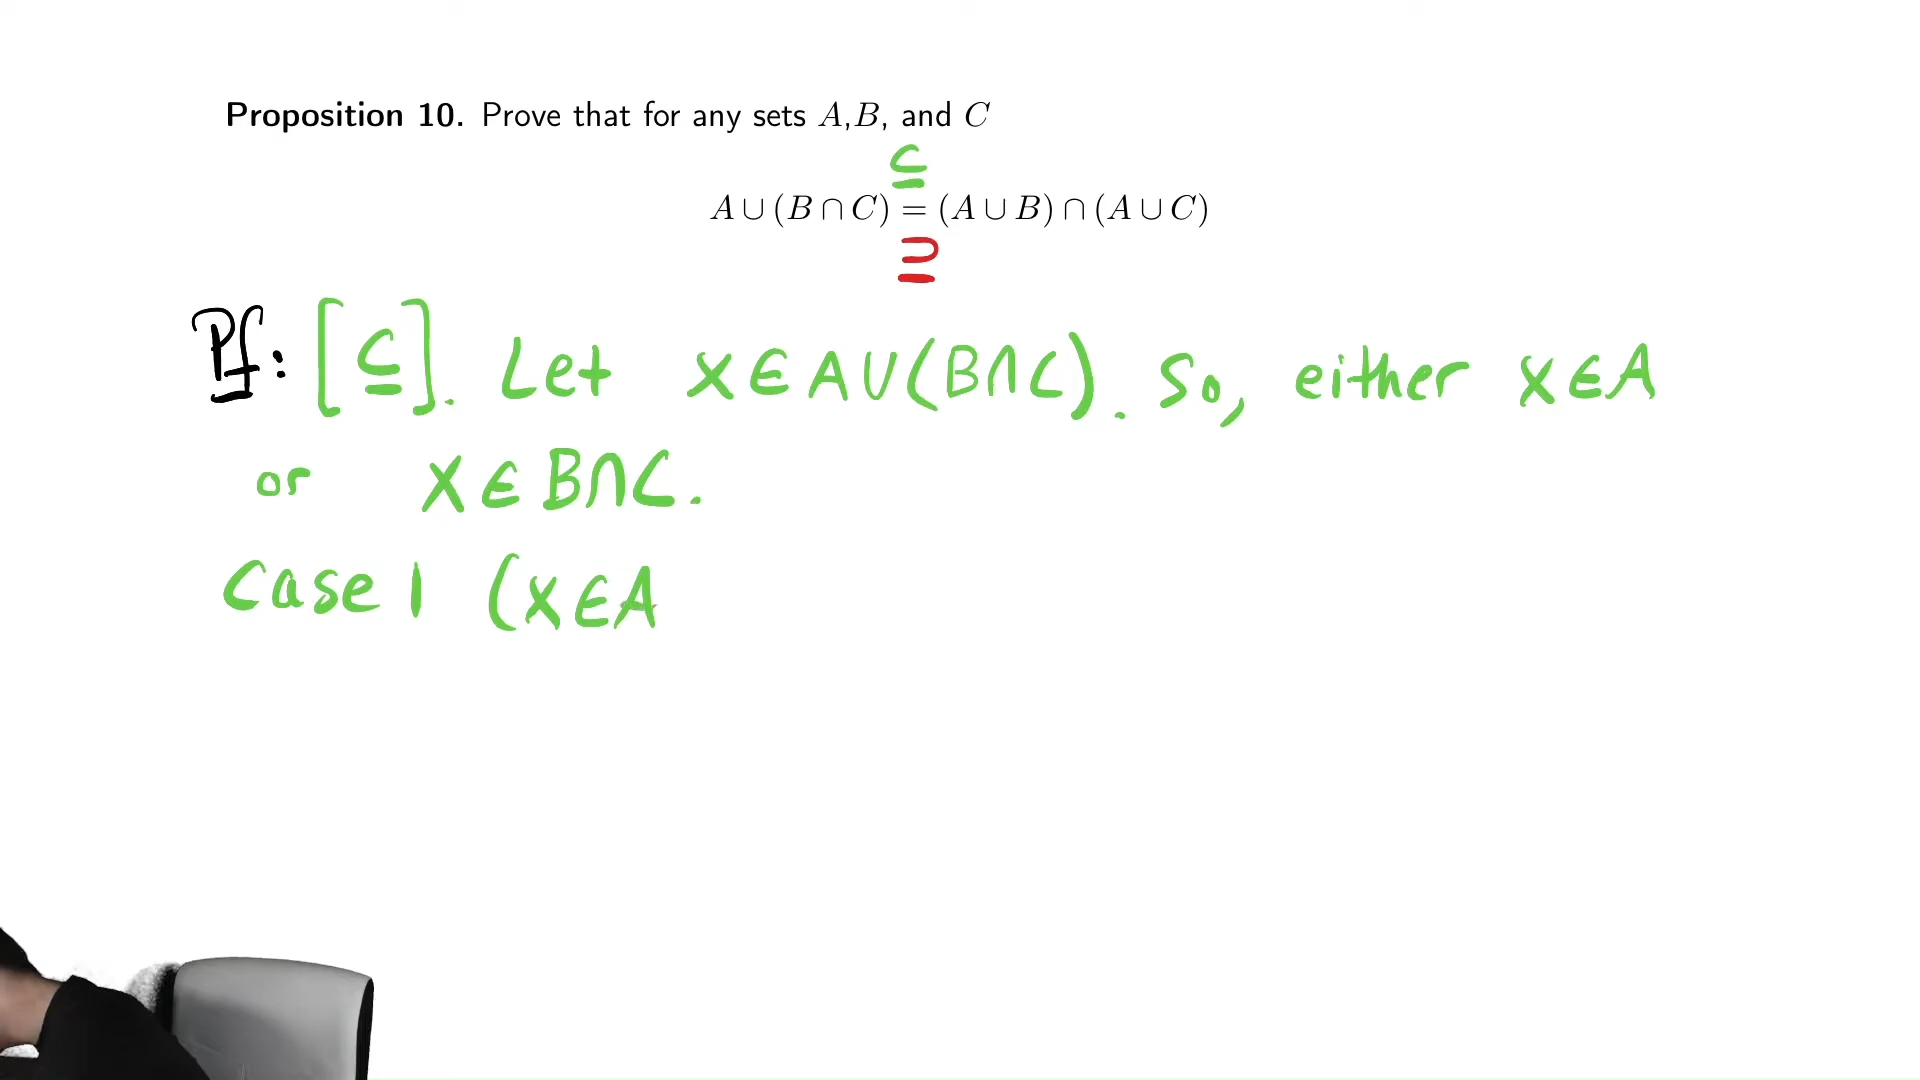 Proposition 10. Prove that for any sets A,B, and C
⊆
A ∪ (B ∩ C) = (A ∪ B) ∩ (A ∪ C)
⊇
Pf: [⊆]. Let x ∈ A ∪ (B ∩ C). So, either x ∈ A
or x ∈ B ∩ C.
Case 1 (x ∈ A